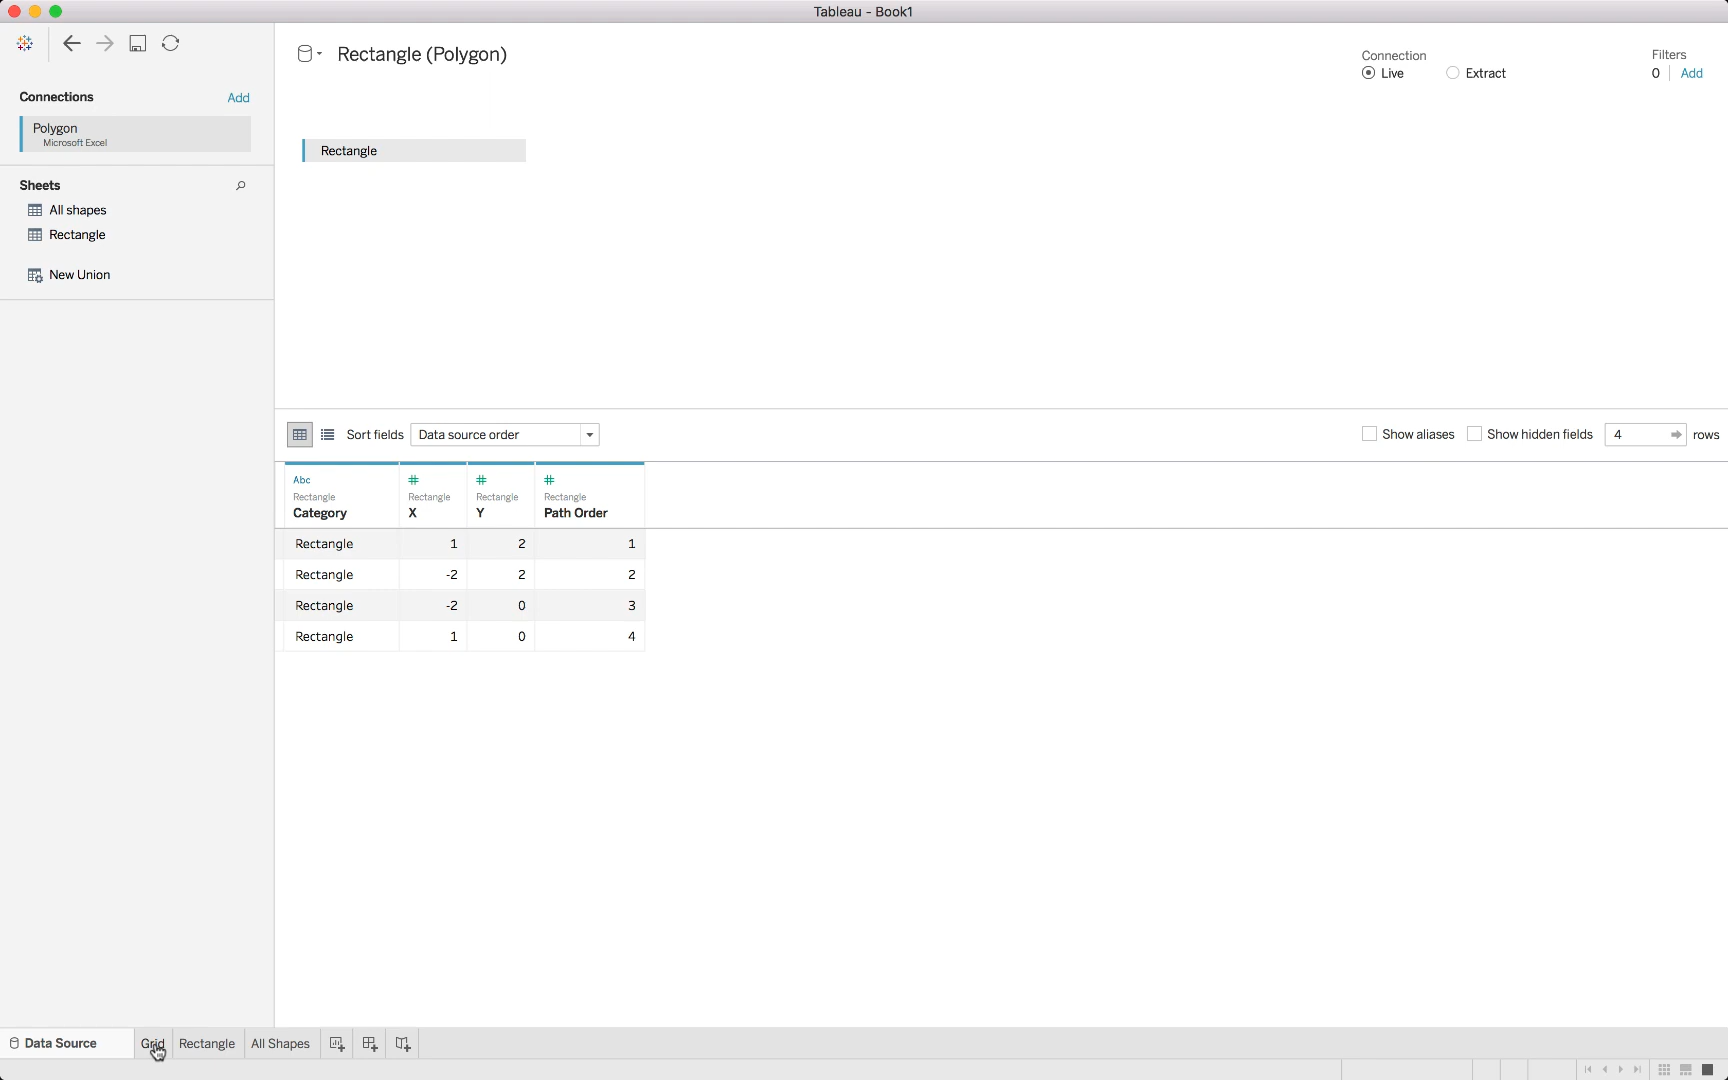 Tableau - Book1
Rectangle (Polygon)
Connection
Live
Extract
Filters
0
Add
Connections
Add
Polygon
Microsoft Excel
Rectangle
Sheets
All shapes
Rectangle
New Union
Sort fields
Data source order
Show aliases
Show hidden fields
4
rows
Abc
Rectangle Rectangle Rectangle Rectangle
Category X Y Path Order
Rectangle 1 2 1
Rectangle -2 2 2
Rectangle -2 0 3
Rectangle 1 0 4
Data Source
Grid
Rectangle
All Shapes